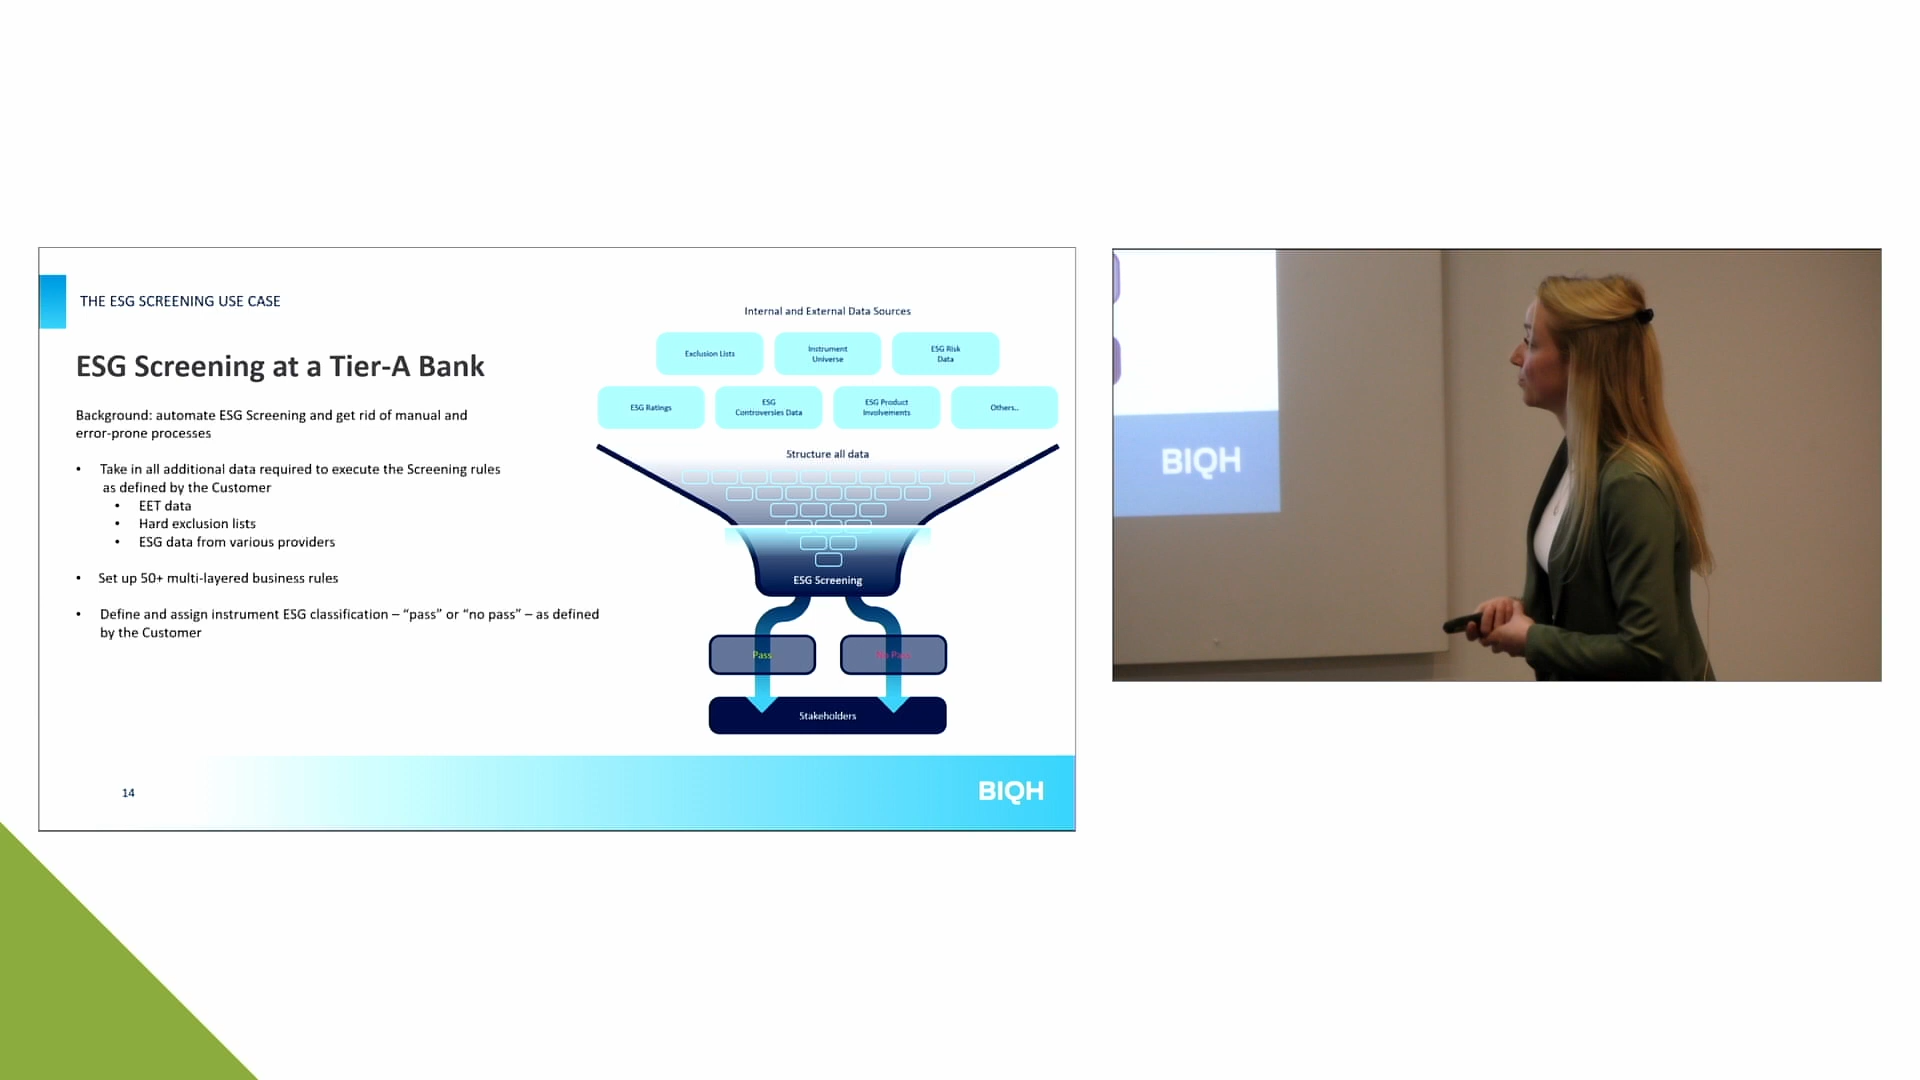 THE ESG SCREENING USE CASE
ESG Screening at a Tier-A Bank
Background: automate ESG Screening and get rid of manual and
error-prone processes
• Take in all additional data required to execute the Screening rules
as defined by the Customer
• EET data
• Hard exclusion lists
• ESG data from various providers
• Set up 50+ multi-layered business rules
• Define and assign instrument ESG classification – “pass” or “no pass” – as defined
by the Customer
Internal and External Data Sources
Exclusion Lists
Instrument
Universe
ESG Risk
Data
ESG Ratings
ESG
Controversies Data
ESG Product
Involvements
Others..
Structure all data
ESG Screening
Pass
No Pass
Stakeholders
14
BIQH
BIQH